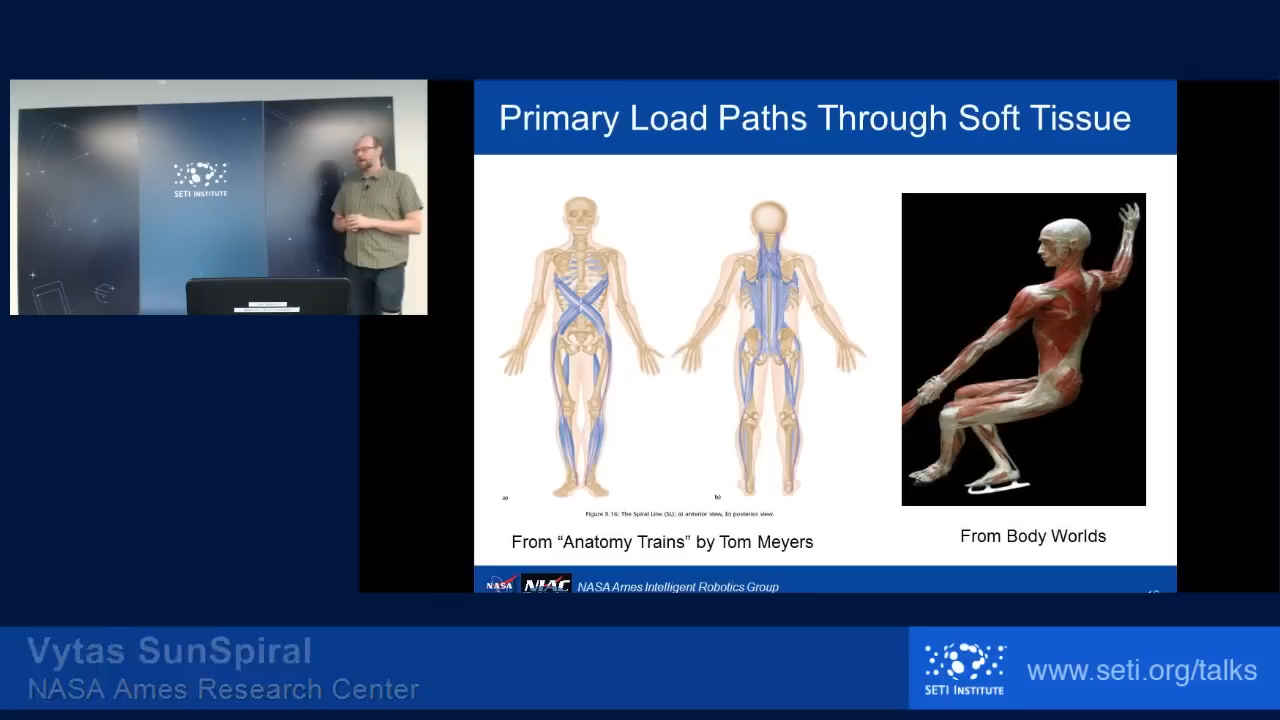 SETI INSTITUTE
Primary Load Paths Through Soft Tissue
a)
b)
Figure 8.16: The Spiral Line (SL); a) anterior view, b) posterior view.
From “Anatomy Trains” by Tom Meyers
From Body Worlds
NASA
NIAC
NASA Ames Intelligent Robotics Group
Vytas SunSpiral
NASA Ames Research Center
SETI INSTITUTE
www.seti.org/talks